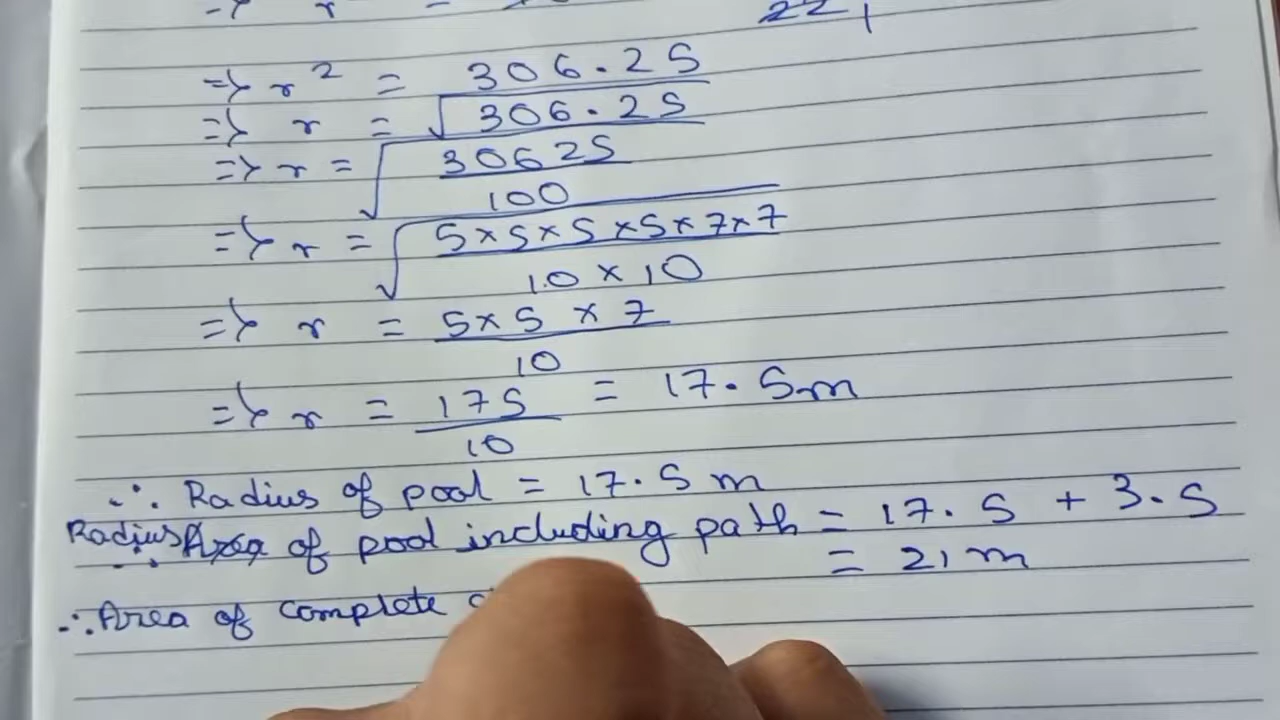 => r² = 306.25
=> r = √306.25
=> r = √30625/100
=> r = √5×5×5×5×7×7/10×10
=> r = 5×5×7/10
=> r = 175/10 = 17.5m
∴ Radius of pool = 17.5 m
Radius of pool including path = 17.5 + 3.5
= 21 m
∴ Area of complete